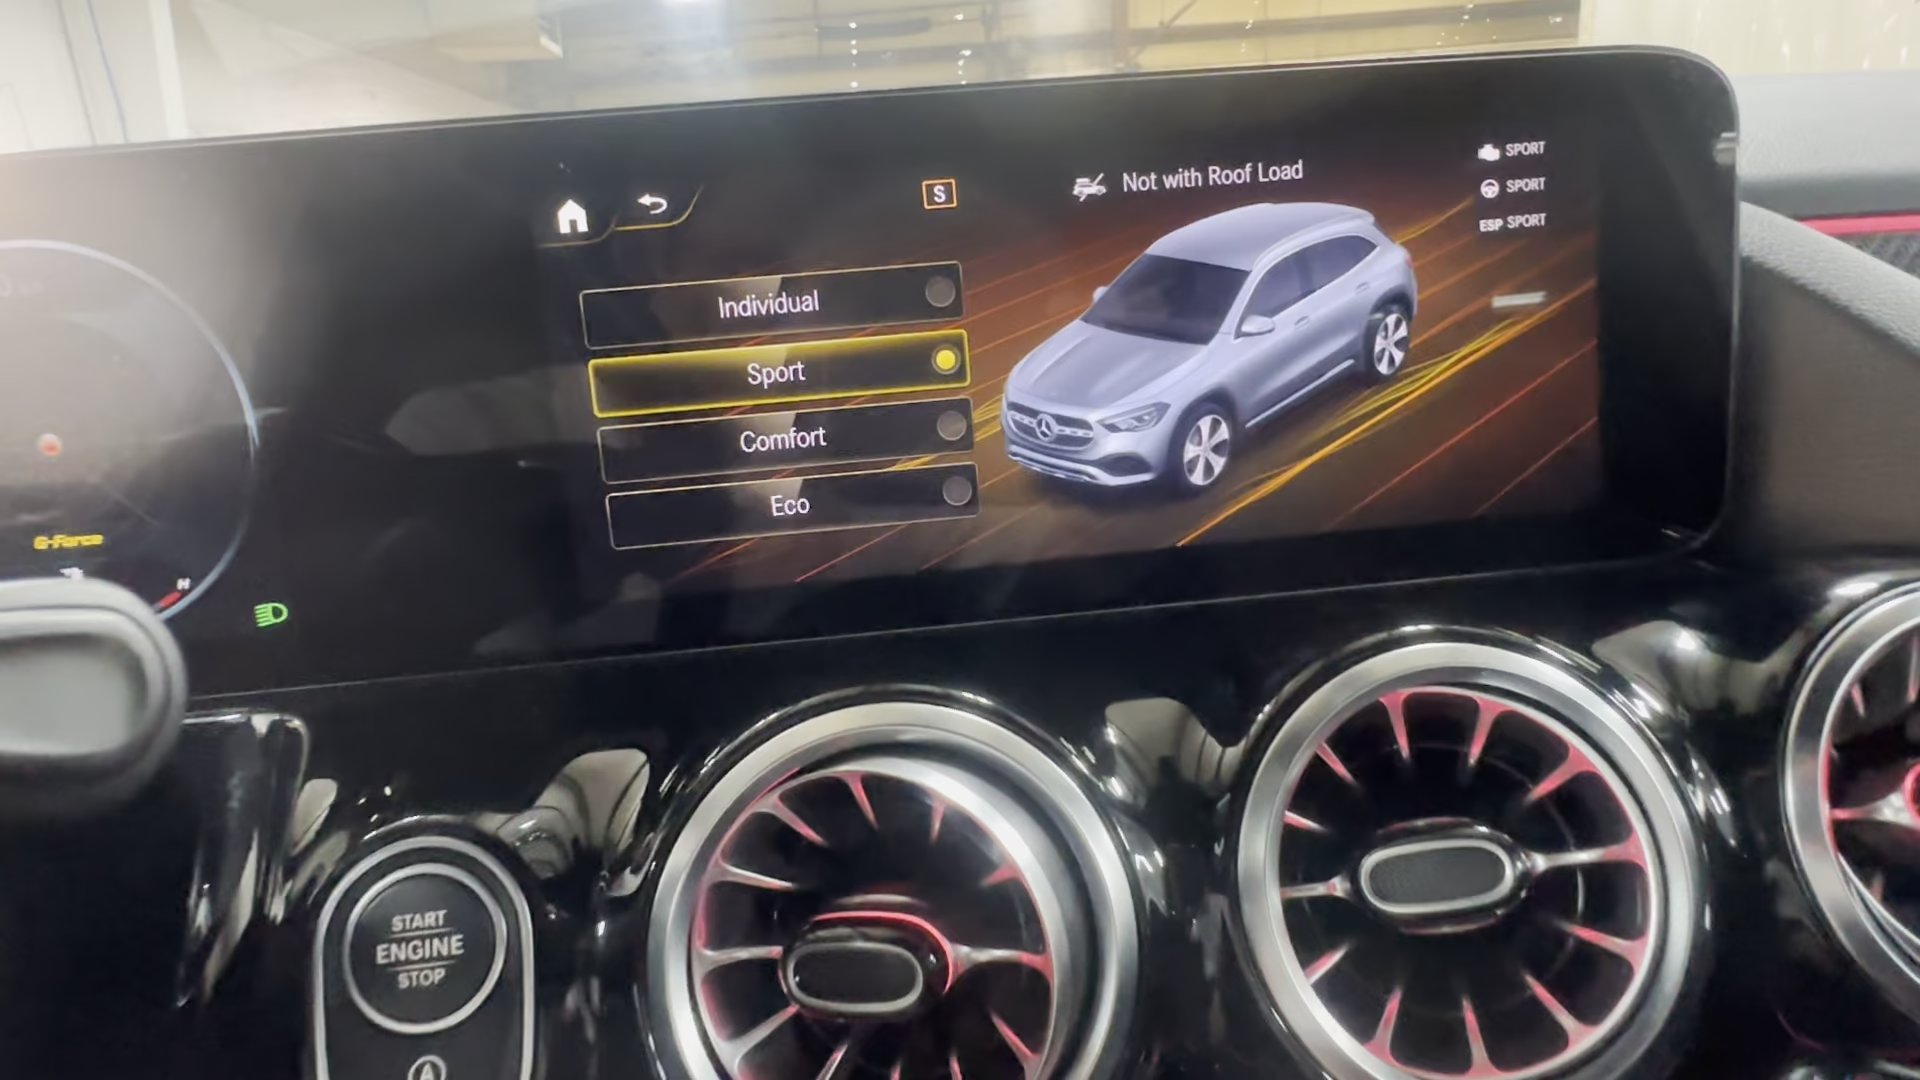 S
Not with Roof Load
SPORT
SPORT
ESP SPORT
Individual
Sport
Comfort
Eco
G-Force
H
START
ENGINE
STOP
A